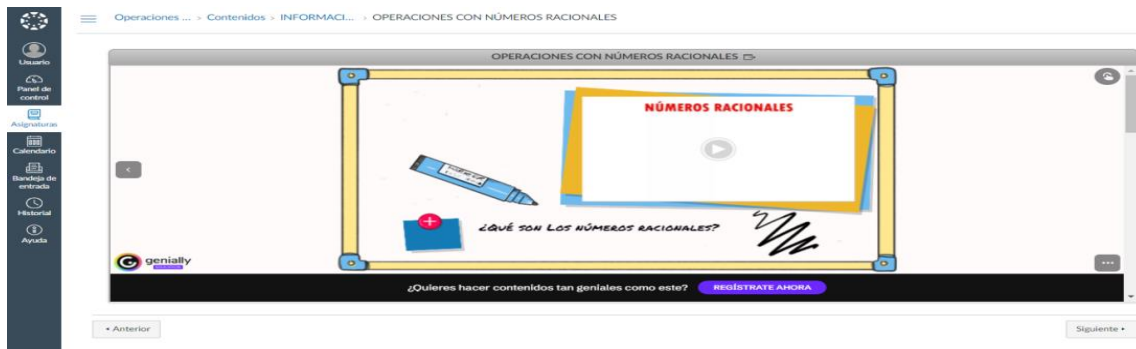 Operaciones ... > Contenidos > INFORMACI... > OPERACIONES CON NÚMEROS RACIONALES
Usuario
Panel de
control
Asignaturas
Calendario
Bandeja de
entrada
Historial
Ayuda
OPERACIONES CON NÚMEROS RACIONALES
NÚMEROS RACIONALES
¿QUÉ SON LOS NÚMEROS RACIONALES?
genially
¿Quieres hacer contenidos tan geniales como este? REGÍSTRATE AHORA
◂ Anterior
Siguiente ▸